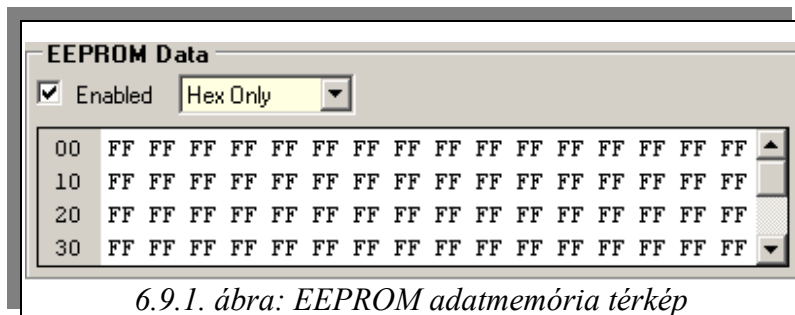 EEPROM Data
Enabled Hex Only
00 FF FF FF FF FF FF FF FF FF FF FF FF FF FF FF FF
10 FF FF FF FF FF FF FF FF FF FF FF FF FF FF FF FF
20 FF FF FF FF FF FF FF FF FF FF FF FF FF FF FF FF
30 FF FF FF FF FF FF FF FF FF FF FF FF FF FF FF FF
6.9.1. ábra: EEPROM adatmemória térkép